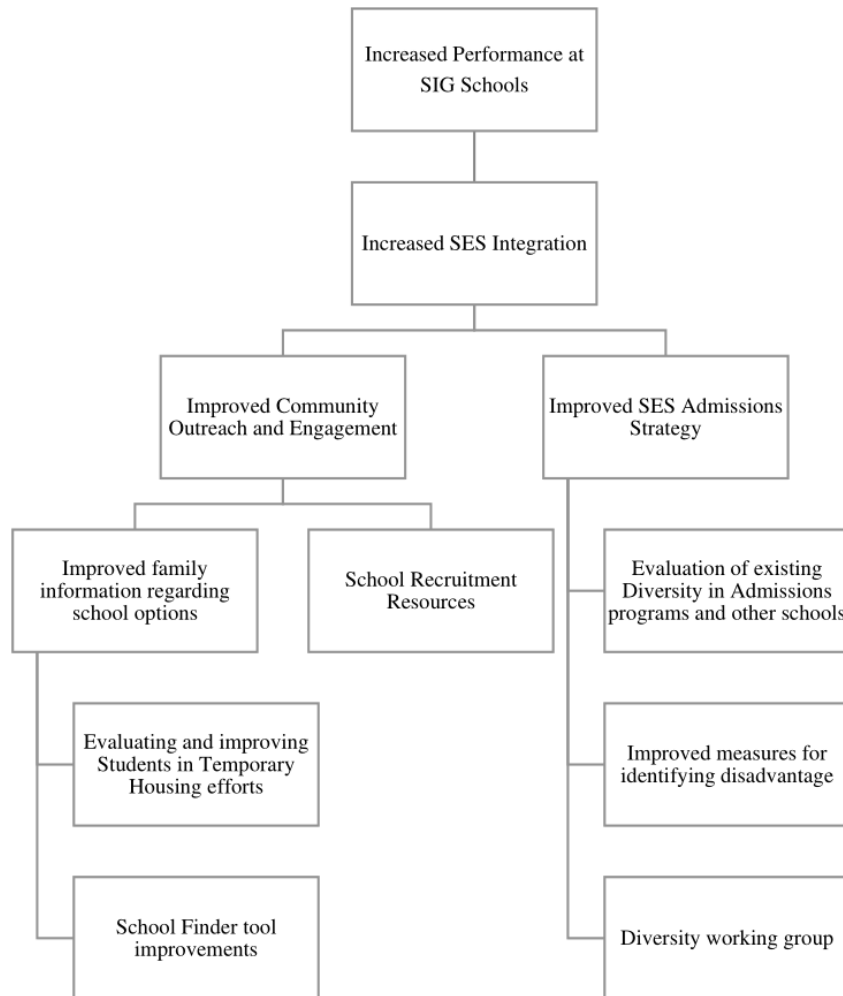 Increased Performance at
SIG Schools
Increased SES Integration
Improved Community
Outreach and Engagement
Improved SES Admissions
Strategy
Improved family
information regarding
school options
School Recruitment
Resources
Evaluation of existing
Diversity in Admissions
programs and other schools
Evaluating and improving
Students in Temporary
Housing efforts
Improved measures for
identifying disadvantage
School Finder tool
improvements
Diversity working group